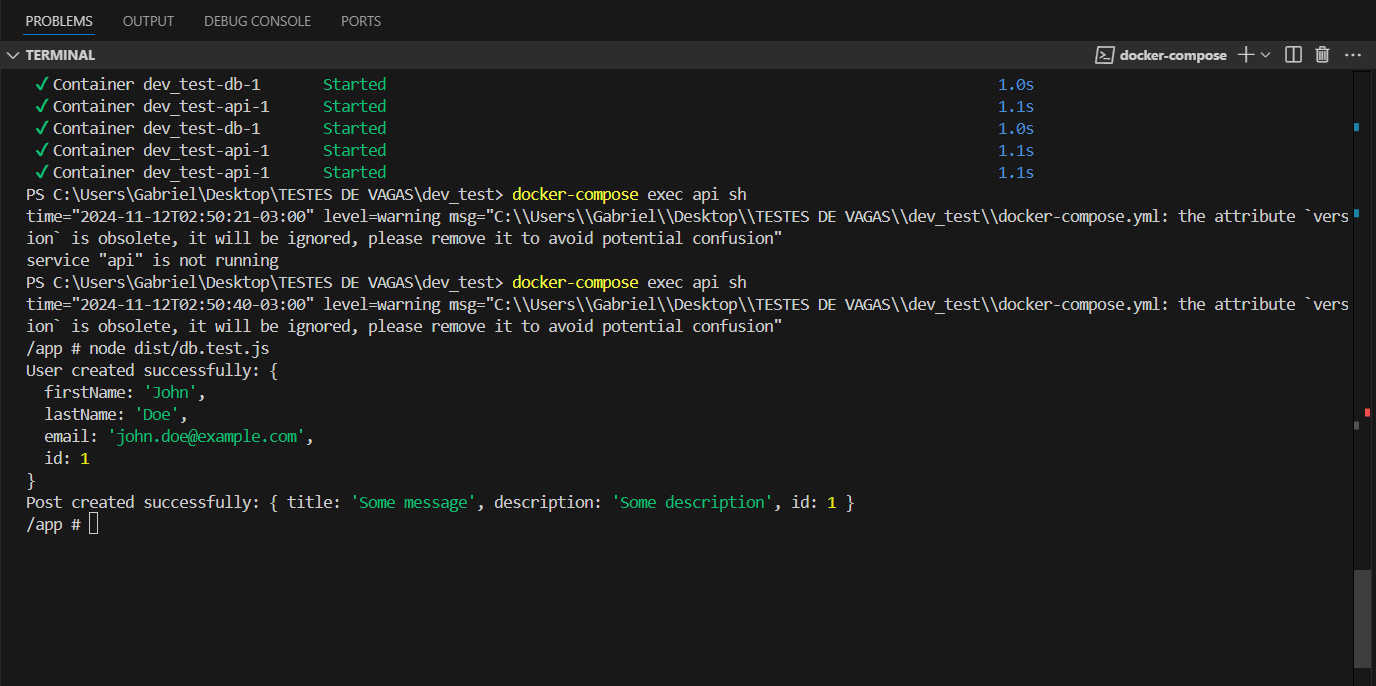 PROBLEMS OUTPUT DEBUG CONSOLE PORTS
TERMINAL docker-compose
✓ Container dev_test-db-1 Started 1.0s
✓ Container dev_test-api-1 Started 1.1s
✓ Container dev_test-db-1 Started 1.0s
✓ Container dev_test-api-1 Started 1.1s
✓ Container dev_test-api-1 Started 1.1s
PS C:\Users\Gabriel\Desktop\TESTES DE VAGAS\dev_test> docker-compose exec api sh
time="2024-11-12T02:50:21-03:00" level=warning msg="C:\\Users\\Gabriel\\Desktop\\TESTES DE VAGAS\\dev_test\\docker-compose.yml: the attribute `vers
ion` is obsolete, it will be ignored, please remove it to avoid potential confusion"
service "api" is not running
PS C:\Users\Gabriel\Desktop\TESTES DE VAGAS\dev_test> docker-compose exec api sh
time="2024-11-12T02:50:40-03:00" level=warning msg="C:\\Users\\Gabriel\\Desktop\\TESTES DE VAGAS\\dev_test\\docker-compose.yml: the attribute `vers
ion` is obsolete, it will be ignored, please remove it to avoid potential confusion"
/app # node dist/db.test.js
User created successfully: {
  firstName: 'John',
  lastName: 'Doe',
  email: 'john.doe@example.com',
  id: 1
}
Post created successfully: { title: 'Some message', description: 'Some description', id: 1 }
/app #